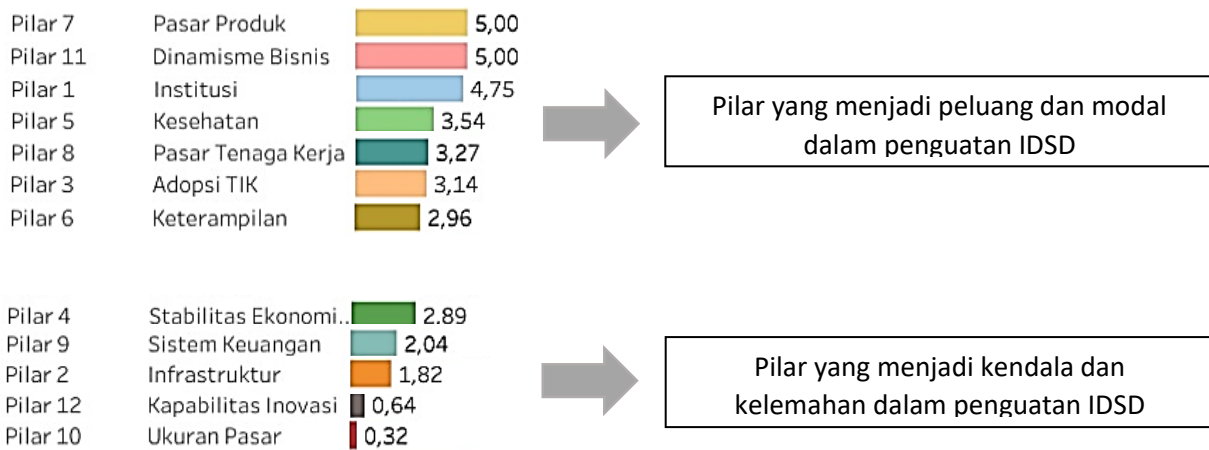 Pilar 7 Pasar Produk 5,00
Pilar 11 Dinamisme Bisnis 5,00
Pilar 1 Institusi 4,75
Pilar 5 Kesehatan 3,54
Pilar 8 Pasar Tenaga Kerja 3,27
Pilar 3 Adopsi TIK 3,14
Pilar 6 Keterampilan 2,96
Pilar yang menjadi peluang dan modal
dalam penguatan IDSD
Pilar 4 Stabilitas Ekonomi.. 2.89
Pilar 9 Sistem Keuangan 2,04
Pilar 2 Infrastruktur 1,82
Pilar 12 Kapabilitas Inovasi 0,64
Pilar 10 Ukuran Pasar 0,32
Pilar yang menjadi kendala dan
kelemahan dalam penguatan IDSD